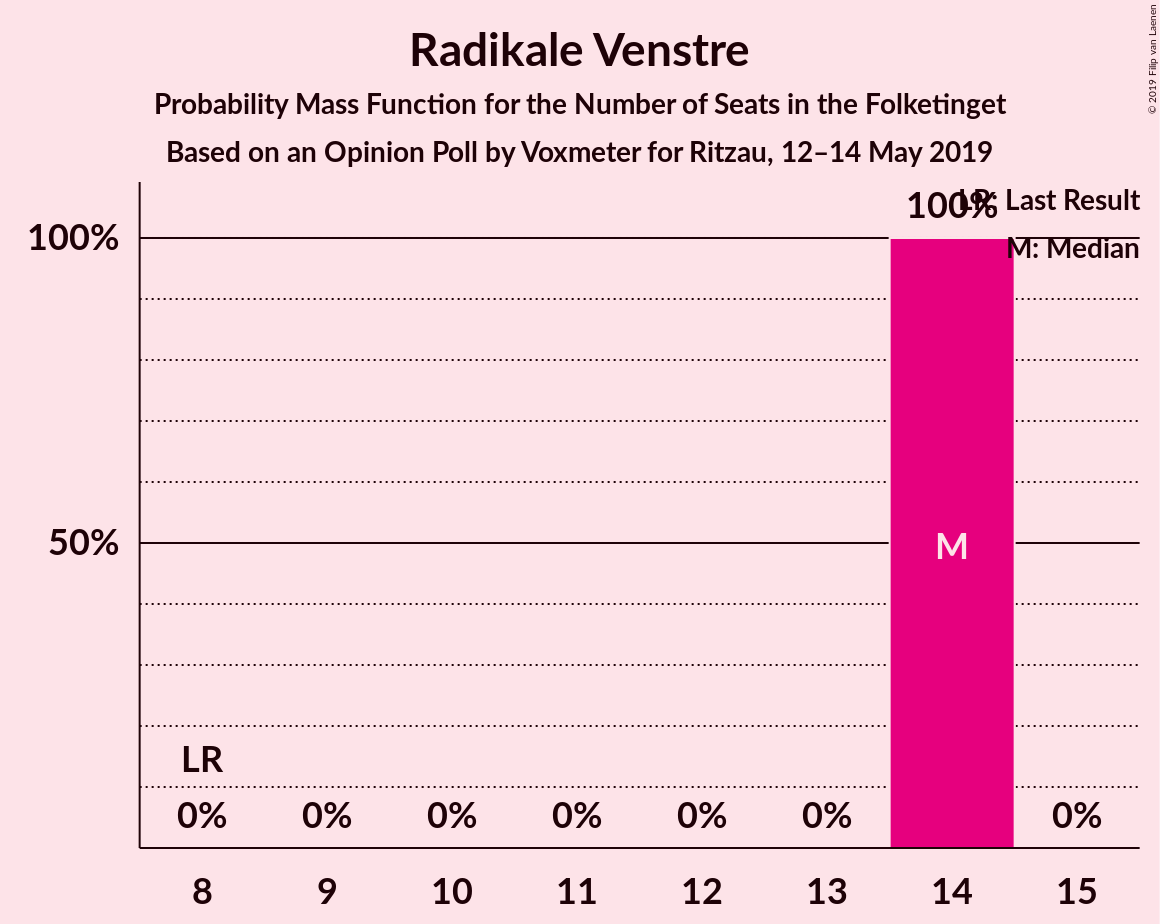 Radikale Venstre
Probability Mass Function for the Number of Seats in the Folketinget
Based on an Opinion Poll by Voxmeter for Ritzau, 12–14 May 2019
© 2019 Filip van Laenen
100%
LR: Last Result
100%
M: Median
50%
M
LR
0% 0% 0% 0% 0% 0% 0%
8 9 10 11 12 13 14 15